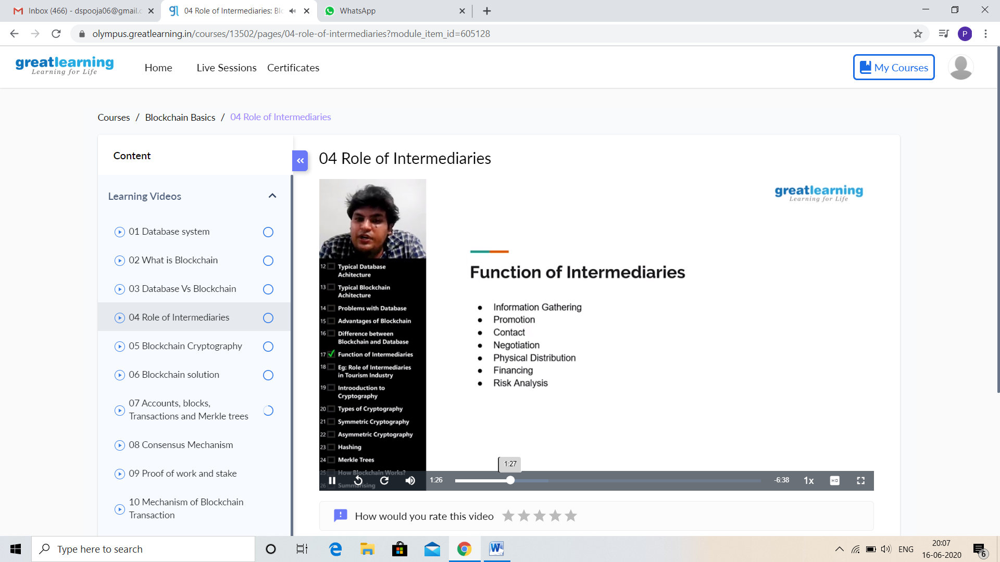 Inbox (466) - dspooja06@gmail.c
04 Role of Intermediaries: Blo
WhatsApp
olympus.greatlearning.in/courses/13502/pages/04-role-of-intermediaries?module_item_id=605128
P
greatlearning
Learning for Life
Home
Live Sessions
Certificates
My Courses
Courses / Blockchain Basics / 04 Role of Intermediaries
Content
Learning Videos
01 Database system
02 What is Blockchain
03 Database Vs Blockchain
04 Role of Intermediaries
05 Blockchain Cryptography
06 Blockchain solution
07 Accounts, blocks,
Transactions and Merkle trees
08 Consensus Mechanism
09 Proof of work and stake
10 Mechanism of Blockchain
Transaction
04 Role of Intermediaries
greatlearning
Learning for Life
12 Typical Database
Achitecture
13 Typical Blockchain
Achitecture
14 Problems with Database
15 Advantages of Blockchain
16 Difference between
Blockchain and Database
17 Function of Intermediaries
18 Eg: Role of Intermediaries
in Tourism Industry
19 Introoduction to
Cryptography
20 Types of Cryptography
21 Symmetric Cryptography
22 Asymmetric Cryptography
23 Hashing
24 Merkle Trees
25 How Blockchain Works?
26 Summarising
Function of Intermediaries
• Information Gathering
• Promotion
• Contact
• Negotiation
• Physical Distribution
• Financing
• Risk Analysis
1:27
1:26
-6:38
1x
HD
How would you rate this video
Type here to search
ENG
20:07
16-06-2020
6